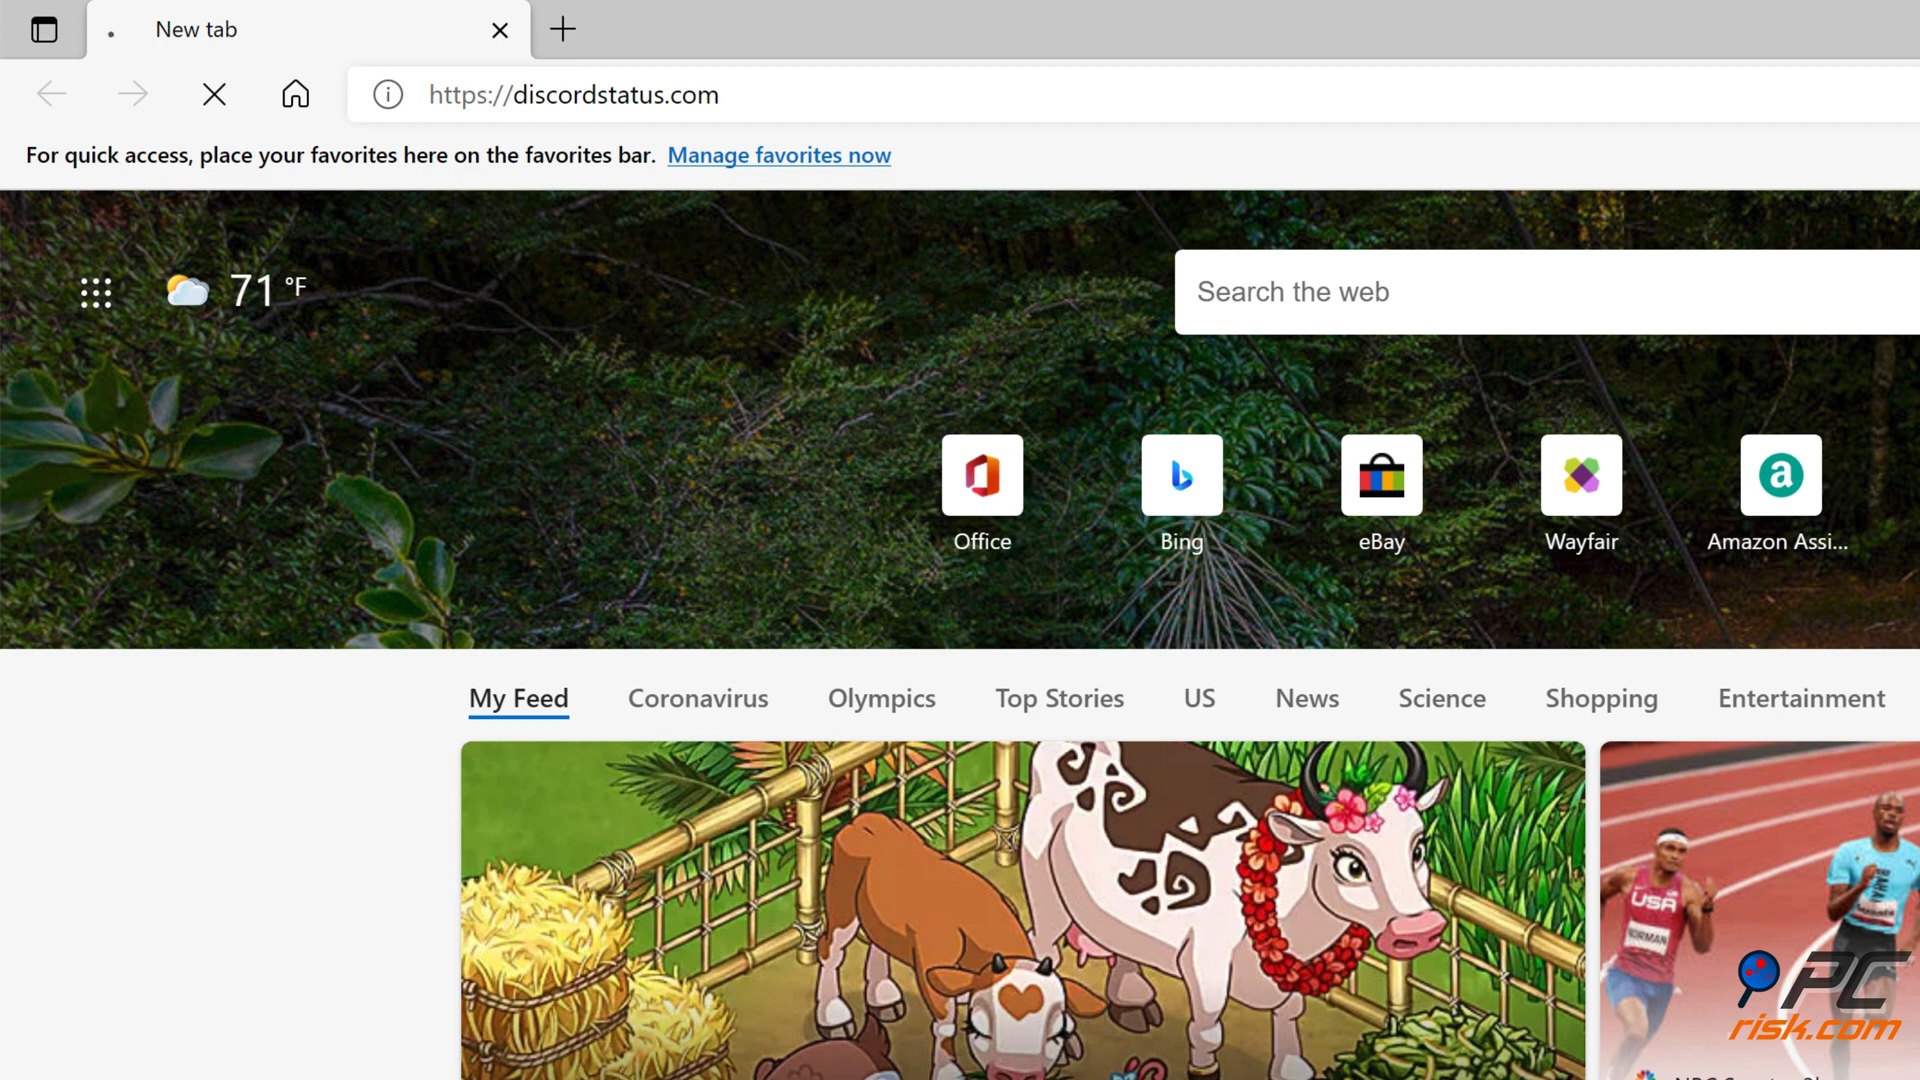 New tab
https://discordstatus.com
For quick access, place your favorites here on the favorites bar. Manage favorites now
71 °F
Search the web
Office
Bing
eBay
Wayfair
Amazon Assi...
My Feed
Coronavirus
Olympics
Top Stories
US
News
Science
Shopping
Entertainment
USA
NORMAN
PC
risk.com